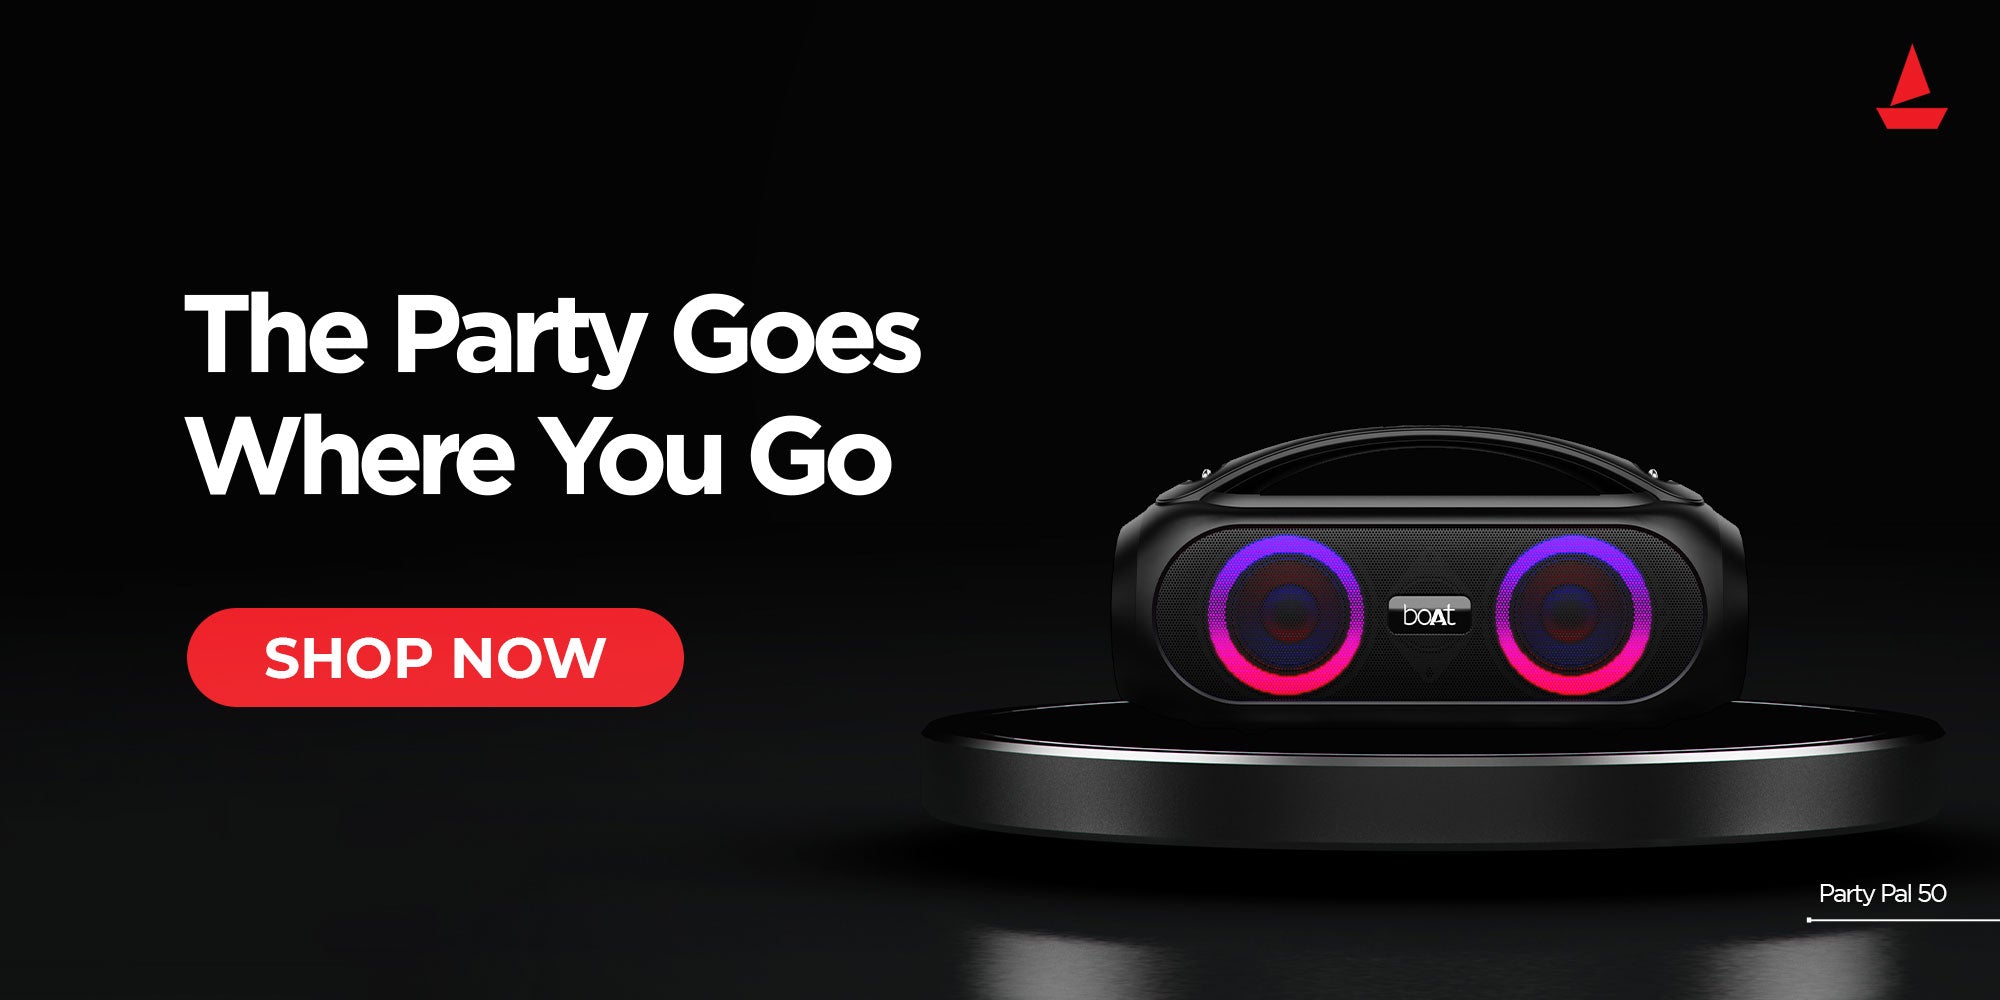 The Party Goes
Where You Go
SHOP NOW
boAt
Party Pal 50